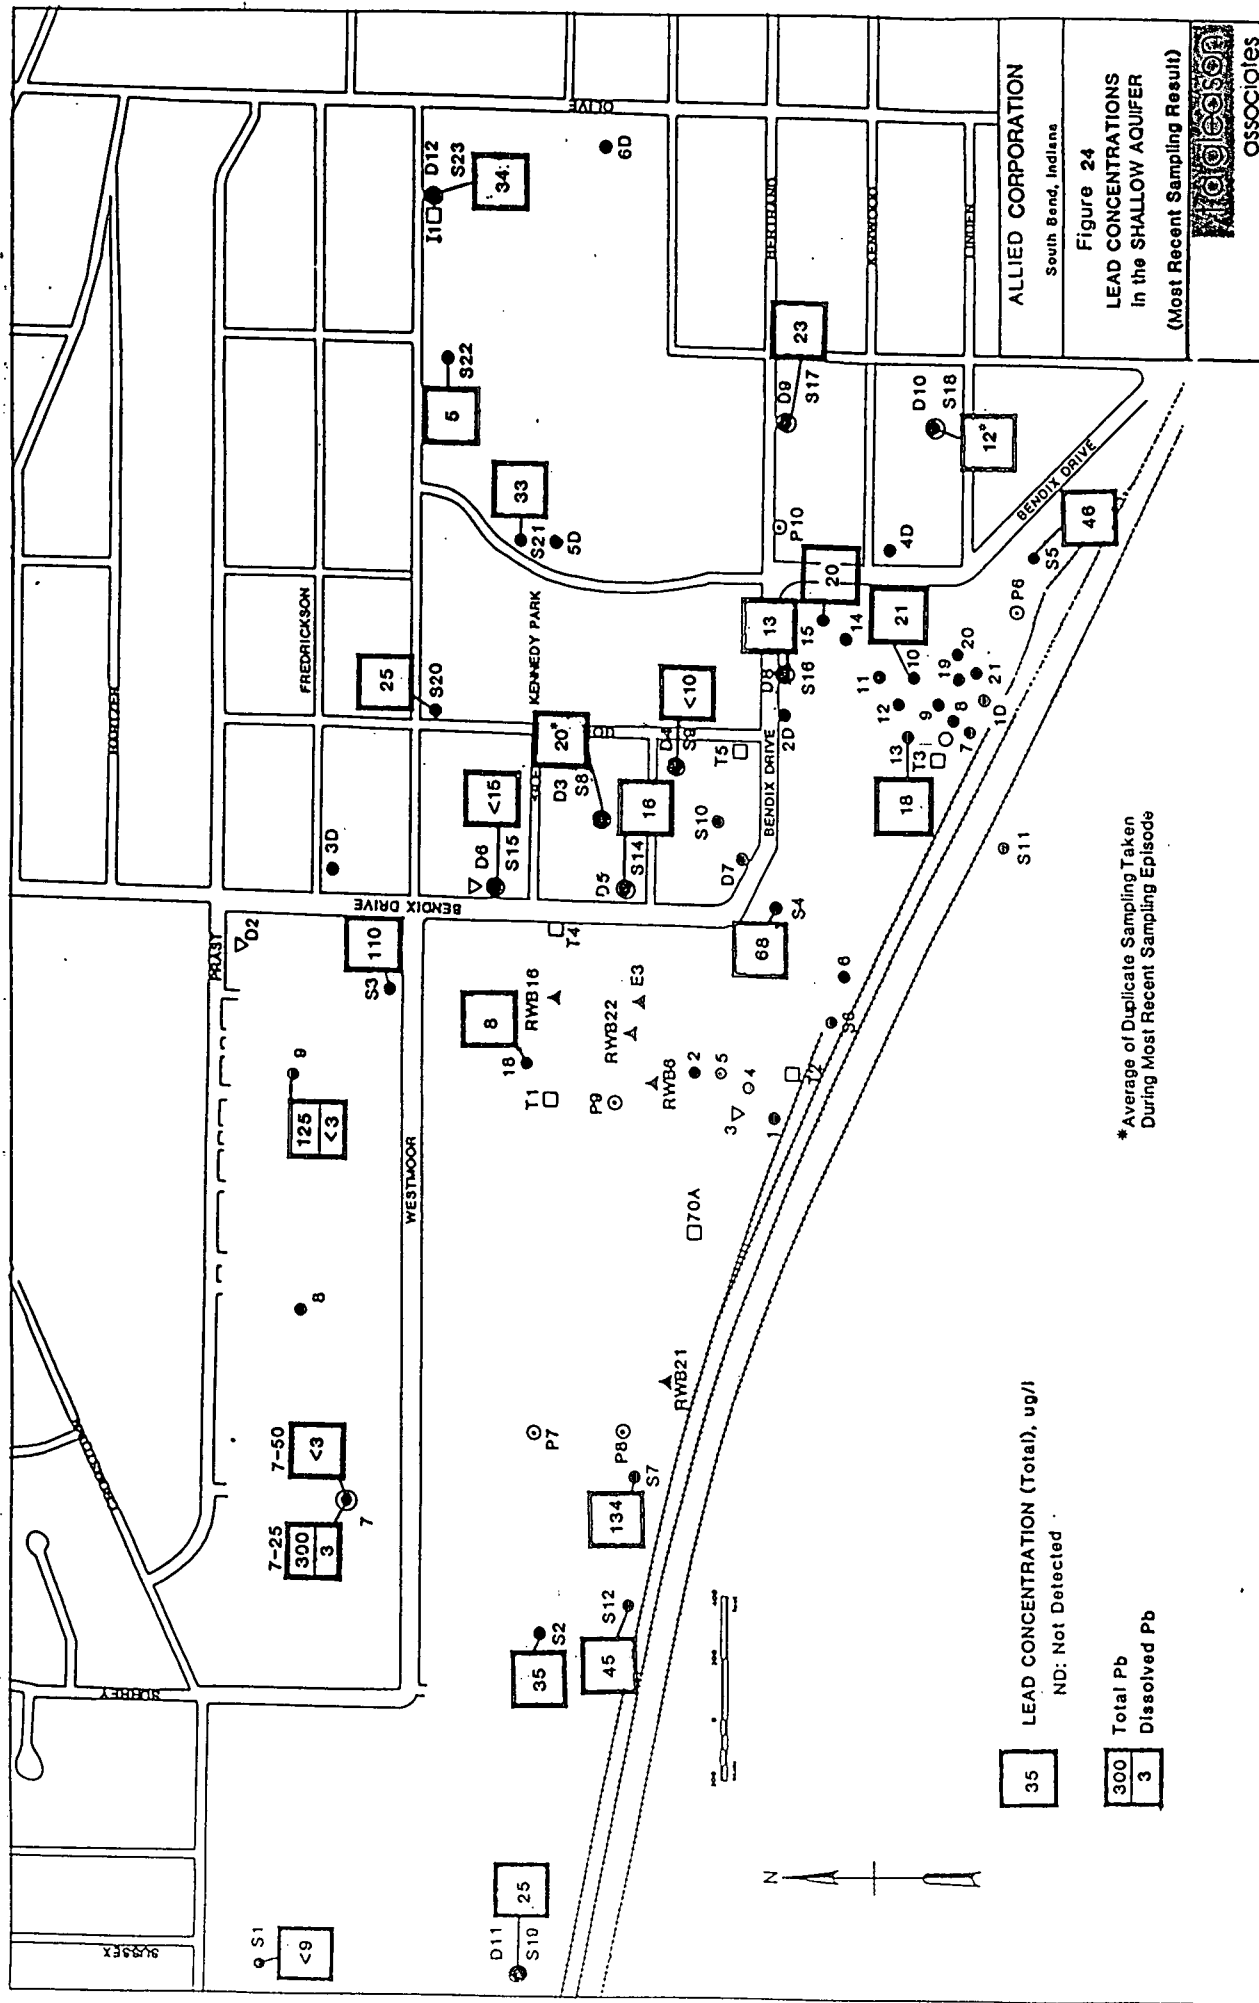 SUSSEX
S1
<9
D11
S19
25
SURREY
35
S2
45
S12
134
S7
P8
P7
7-25
300
3
7-50
<3
7
8
9
125
<3
PRAST
D2
WESTMOOR
110
S3
BENDIX DRIVE
RWB21
70A
T1
18
8
RWB16
P9
RWB22
E3
RWB6
2
5
4
3
1
T2
S6
6
T4
68
S4
3D
FREDRICKSON
D6
S15
<15
D5
S14
16
D3
S8
20*
KENNEDY PARK
25
S20
D4
S9
<10
T5
S10
D7
BENDIX DRIVE
2D
D8
S16
13
15
20
14
21
11
10
12
9
8
7
13
T3
18
19
20
21
1D
S11
P6
S5
46
4D
P10
33
S21
5D
5
S22
D9
S17
23
D10
S18
12*
BENDIX DRIVE
I1
D12
S23
34
6D
OLIVE
BERTRAND
KENWOOD
LINDEN
N
35
LEAD CONCENTRATION (Total), ug/l
ND: Not Detected
300
3
Total Pb
Dissolved Pb
*Average of Duplicate Sampling Taken
During Most Recent Sampling Episode
ALLIED CORPORATION
South Bend, Indiana
Figure 24
LEAD CONCENTRATIONS
in the SHALLOW AQUIFER
(Most Recent Sampling Result)
associates